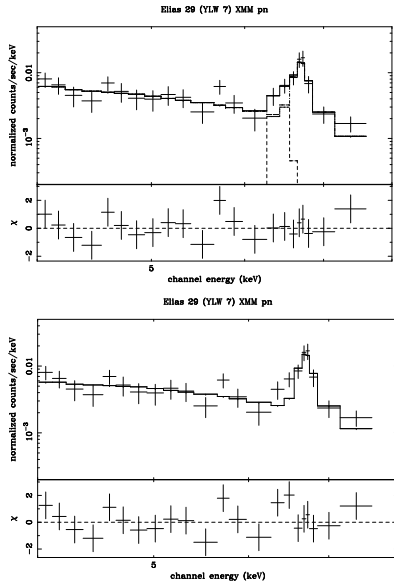 Elias 29 (YLW 7) XMM pn
normalized counts/sec/keV
0.01
10⁻³
χ
2
0
-2
5
channel energy (keV)
Elias 29 (YLW 7) XMM pn
normalized counts/sec/keV
0.01
10⁻³
χ
2
0
-2
5
channel energy (keV)